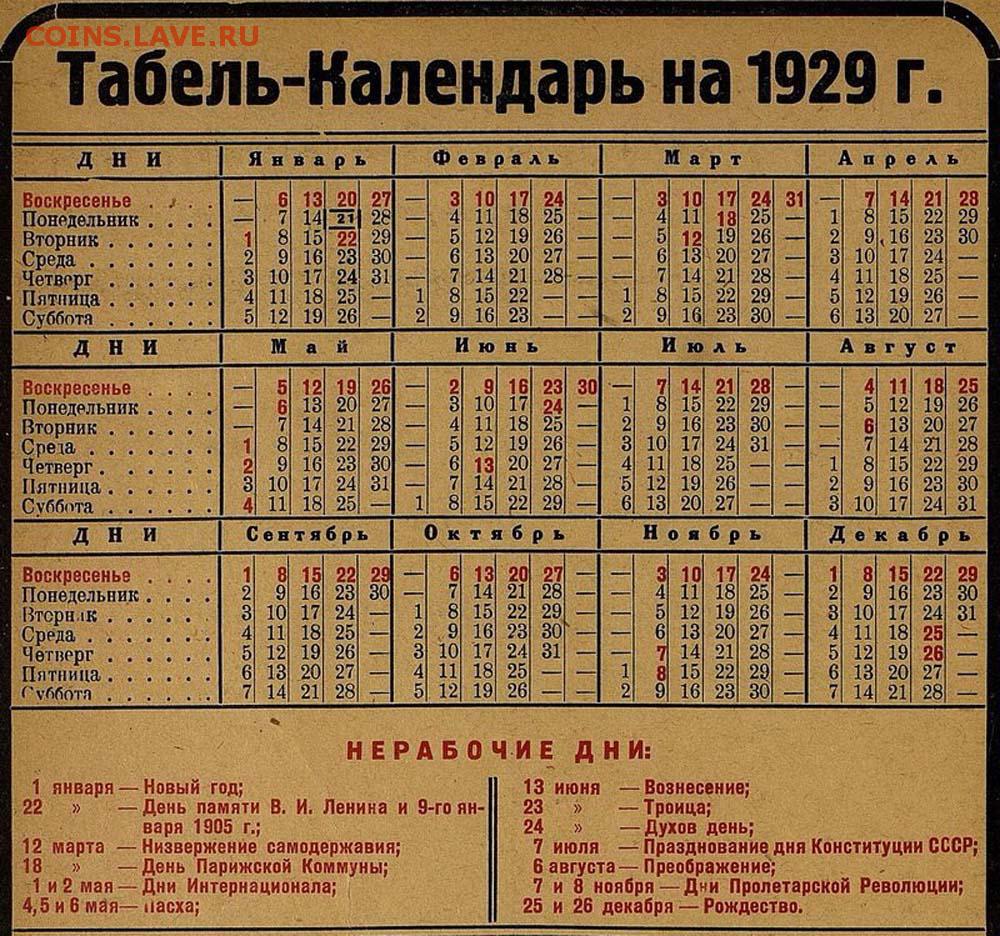 COINS.LAVE.RU
Табель-Календарь на 1929 г.
ДНИ Январь Февраль Март Апрель
Воскресенье . . . . — 6 13 20 27 — 3 10 17 24 — — 3 10 17 24 31 — 7 14 21 28
Понедельник . . . . — 7 14 21 28 — 4 11 18 25 — — 4 11 18 25 — 1 8 15 22 29
Вторник . . . . . . 1 8 15 22 29 — 5 12 19 26 — — 5 12 19 26 — 2 9 16 23 30
Среда . . . . . . . 2 9 16 23 30 — 6 13 20 27 — — 6 13 20 27 — 3 10 17 24 —
Четверг . . . . . . 3 10 17 24 31 — 7 14 21 28 — — 7 14 21 28 — 4 11 18 25 —
Пятница . . . . . . 4 11 18 25 — 1 8 15 22 — — 1 8 15 22 29 — 5 12 19 26 —
Суббота . . . . . . 5 12 19 26 — 2 9 16 23 — — 2 9 16 23 30 — 6 13 20 27 —
ДНИ Май Июнь Июль Август
Воскресенье . . . . — 5 12 19 26 — 2 9 16 23 30 — 7 14 21 28 — — 4 11 18 25
Понедельник . . . . — 6 13 20 27 — 3 10 17 24 — 1 8 15 22 29 — — 5 12 19 26
Вторник . . . . . . — 7 14 21 28 — 4 11 18 25 — 2 9 16 23 30 — — 6 13 20 27
Среда . . . . . . . 1 8 15 22 29 — 5 12 19 26 — 3 10 17 24 31 — — 7 14 21 28
Четверг . . . . . . 2 9 16 23 30 — 6 13 20 27 — 4 11 18 25 — — 1 8 15 22 29
Пятница . . . . . . 3 10 17 24 31 — 7 14 21 28 — 5 12 19 26 — — 2 9 16 23 30
Суббота . . . . . . 4 11 18 25 — 1 8 15 22 29 — 6 13 20 27 — — 3 10 17 24 31
ДНИ Сентябрь Октябрь Ноябрь Декабрь
Воскресенье . . . . 1 8 15 22 29 — 6 13 20 27 — — 3 10 17 24 — 1 8 15 22 29
Понедельник . . . . 2 9 16 23 30 — 7 14 21 28 — — 4 11 18 25 — 2 9 16 23 30
Вторник . . . . . . 3 10 17 24 — 1 8 15 22 29 — — 5 12 19 26 — 3 10 17 24 31
Среда . . . . . . . 4 11 18 25 — 2 9 16 23 30 — — 6 13 20 27 — 4 11 18 25 —
Четверг . . . . . . 5 12 19 26 — 3 10 17 24 31 — — 7 14 21 28 — 5 12 19 26 —
Пятница . . . . . . 6 13 20 27 — 4 11 18 25 — — 1 8 15 22 29 — 6 13 20 27 —
Суббота . . . . . . 7 14 21 28 — 5 12 19 26 — — 2 9 16 23 30 — 7 14 21 28 —
НЕРАБОЧИЕ ДНИ:
1 января — Новый год;
22 » — День памяти В. И. Ленина и 9-го ян-
варя 1905 г.;
12 марта — Низвержение самодержавия;
18 » — День Парижской Коммуны;
1 и 2 мая — Дни Интернационала;
4, 5 и 6 мая — Пасха;
13 июня — Вознесение;
23 » — Троица;
24 » — Духов день;
7 июля — Празднование дня Конституции СССР;
6 августа — Преображение;
7 и 8 ноября — Дни Пролетарской Революции;
25 и 26 декабря — Рождество.